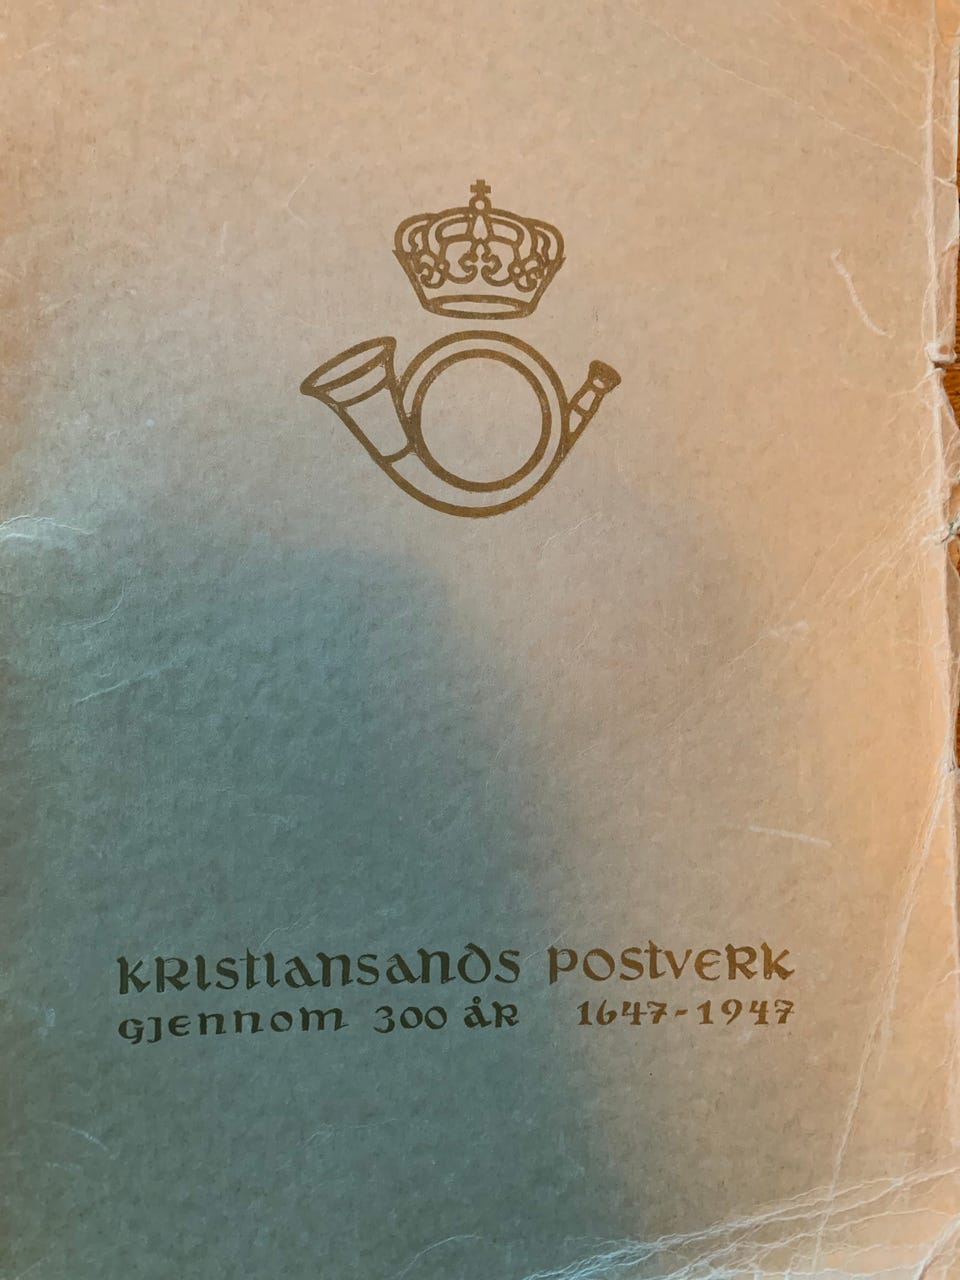 Kristiansands Postverk
gjennom 300 år 1647-1947